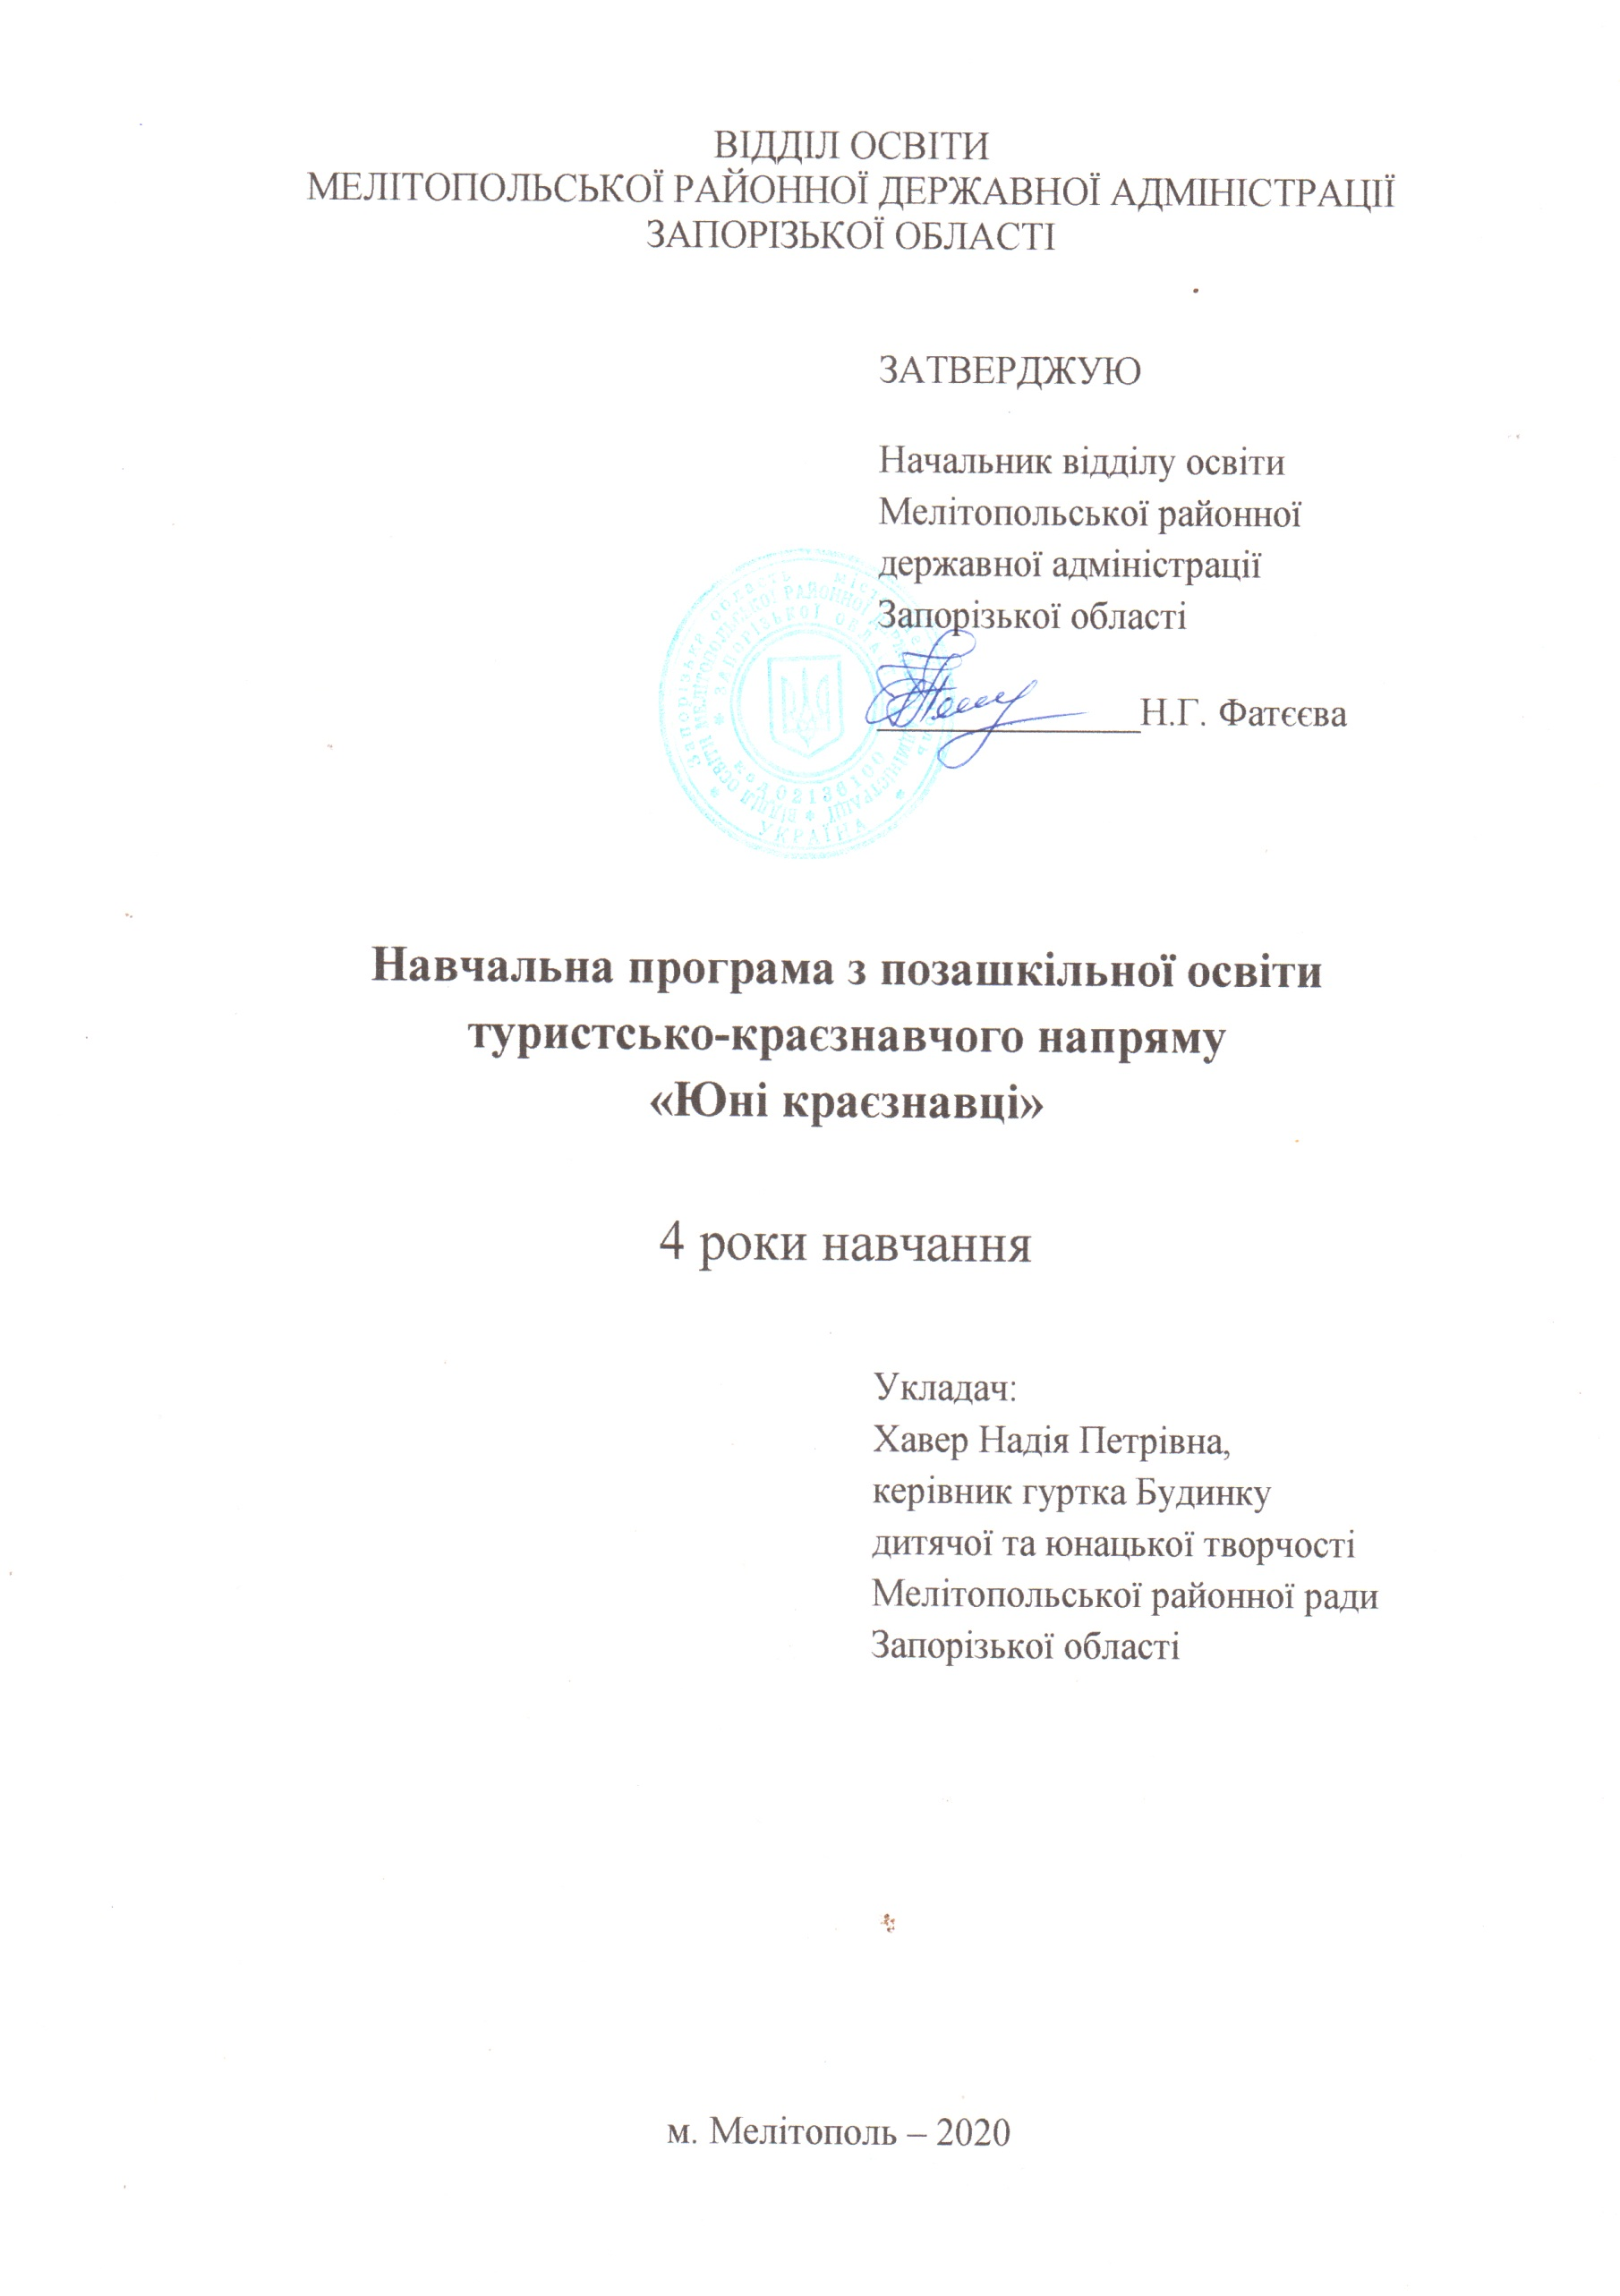 ВІДДІЛ ОСВІТИ
МЕЛІТОПОЛЬСЬКОЇ РАЙОННОЇ ДЕРЖАВНОЇ АДМІНІСТРАЦІЇ
ЗАПОРІЗЬКОЇ ОБЛАСТІ
ЗАТВЕРДЖУЮ
Начальник відділу освіти
Мелітопольської районної
державної адміністрації
Запорізької області
Н.Г. Фатєєва
УКРАЇНА
Навчальна програма з позашкільної освіти
туристсько-краєзнавчого напряму
«Юні краєзнавці»
4 роки навчання
Укладач:
Хавер Надія Петрівна,
керівник гуртка Будинку
дитячої та юнацької творчості
Мелітопольської районної ради
Запорізької області
м. Мелітополь – 2020